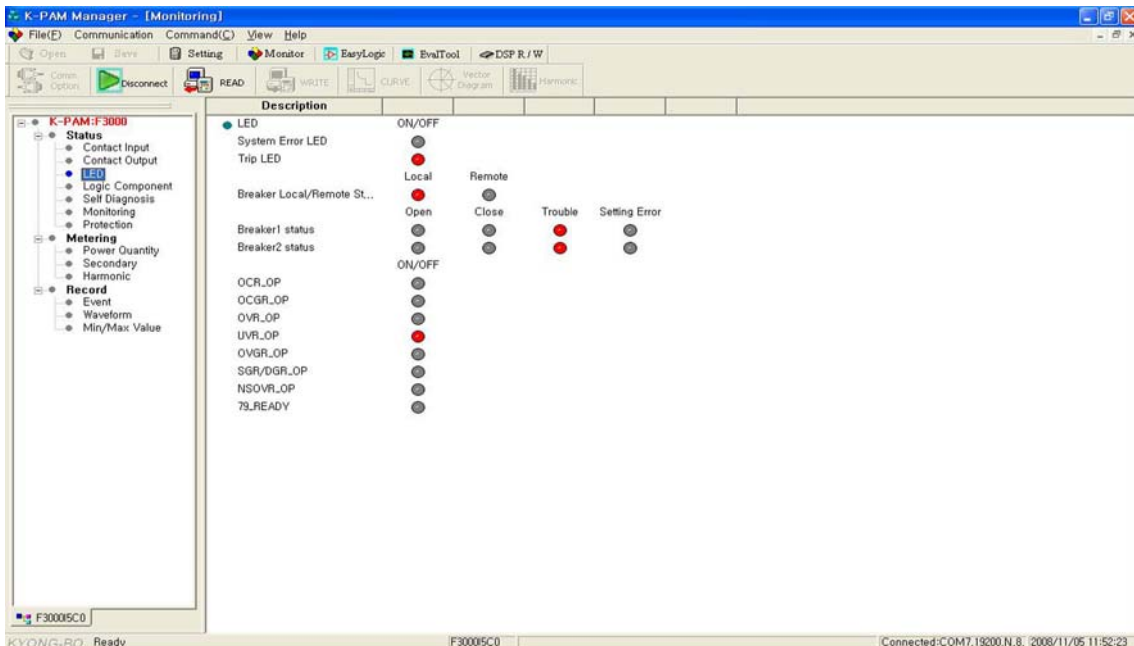 K-PAM Manager - [Monitoring]
File(F) Communication Command(C) View Help
Open Save Setting Monitor EasyLogic EvalTool DSP R / W
Comm. Option Disconnect READ WRITE CURVE Vector Diagram Harmonic
Description
K-PAM:F3000
Status
Contact Input
Contact Output
LED
Logic Component
Self Diagnosis
Monitoring
Protection
Metering
Power Quantity
Secondary
Harmonic
Record
Event
Waveform
Min/Max Value
LED ON/OFF
System Error LED
Trip LED
Local Remote
Breaker Local/Remote St...
Open Close Trouble Setting Error
Breaker1 status
Breaker2 status
ON/OFF
OCR_OP
OCGR_OP
OVR_OP
UVR_OP
OVGR_OP
SGR/DGR_OP
NSOVR_OP
79_READY
F3000I5C0
KYONG-BO Ready F3000I5C0 Connected:COM7,19200,N,8, 2008/11/05 11:52:23